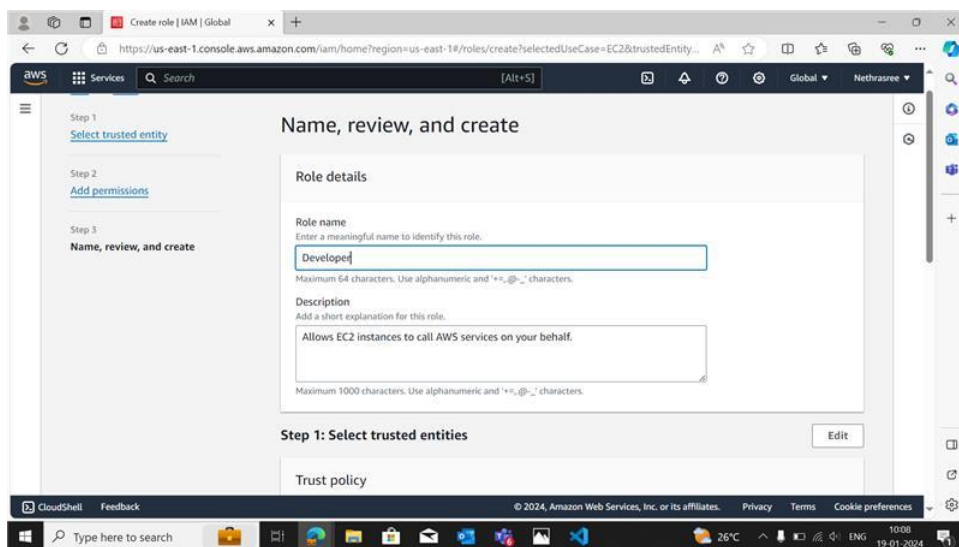 Create role | IAM | Global
https://us-east-1.console.aws.amazon.com/iam/home?region=us-east-1#/roles/create?selectedUseCase=EC2&trustedEntity...
aws
Services
Search
[Alt+S]
Global
Nethrasree
Step 1
Select trusted entity
Step 2
Add permissions
Step 3
Name, review, and create
Name, review, and create
Role details
Role name
Enter a meaningful name to identify this role.
Developer
Maximum 64 characters. Use alphanumeric and '+=,.@-_' characters.
Description
Add a short explanation for this role.
Allows EC2 instances to call AWS services on your behalf.
Maximum 1000 characters. Use alphanumeric and '+=,.@-_' characters.
Step 1: Select trusted entities
Edit
Trust policy
CloudShell Feedback
© 2024, Amazon Web Services, Inc. or its affiliates. Privacy Terms Cookie preferences
Type here to search
26°C
ENG
10:08
19-01-2024